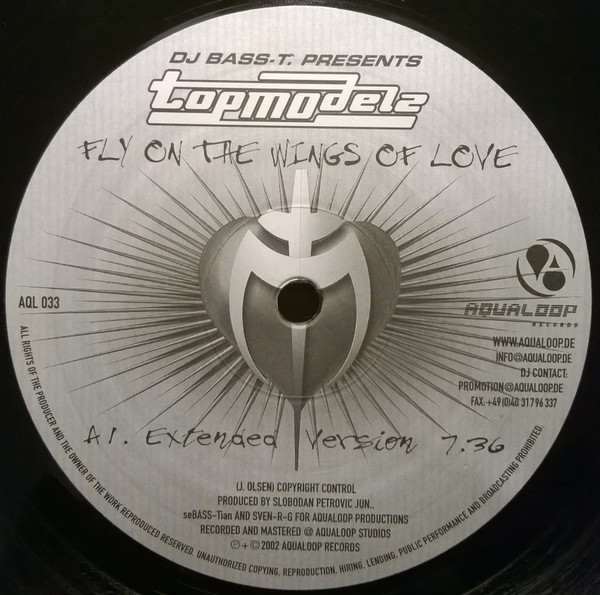 DJ BASS-T. PRESENTS
topmodelz
FLY ON THE WINGS OF LOVE
AQL 033
AQUALOOP
RECORDS
WWW.AQUALOOP.DE
INFO@AQUALOOP.DE
DJ CONTACT:
PROMOTION@AQUALOOP.DE
FAX. +49 (0)40 31 7 96 337
A1. Extended Version 7.36
(J. OLSEN) COPYRIGHT CONTROL
PRODUCED BY SLOBODAN PETROVIC JUN.,
seBASS-Tian AND SVEN-R-G FOR AQUALOOP PRODUCTIONS
RECORDED AND MASTERED @ AQUALOOP STUDIOS
℗ + © 2002 AQUALOOP RECORDS
ALL RIGHTS OF THE PRODUCER AND THE OWNER OF THE WORK REPRODUCED RESERVED. UNAUTHORIZED COPYING, REPRODUCTION, HIRING, LENDING, PUBLIC PERFORMANCE AND BROADCASTING PROHIBITED.